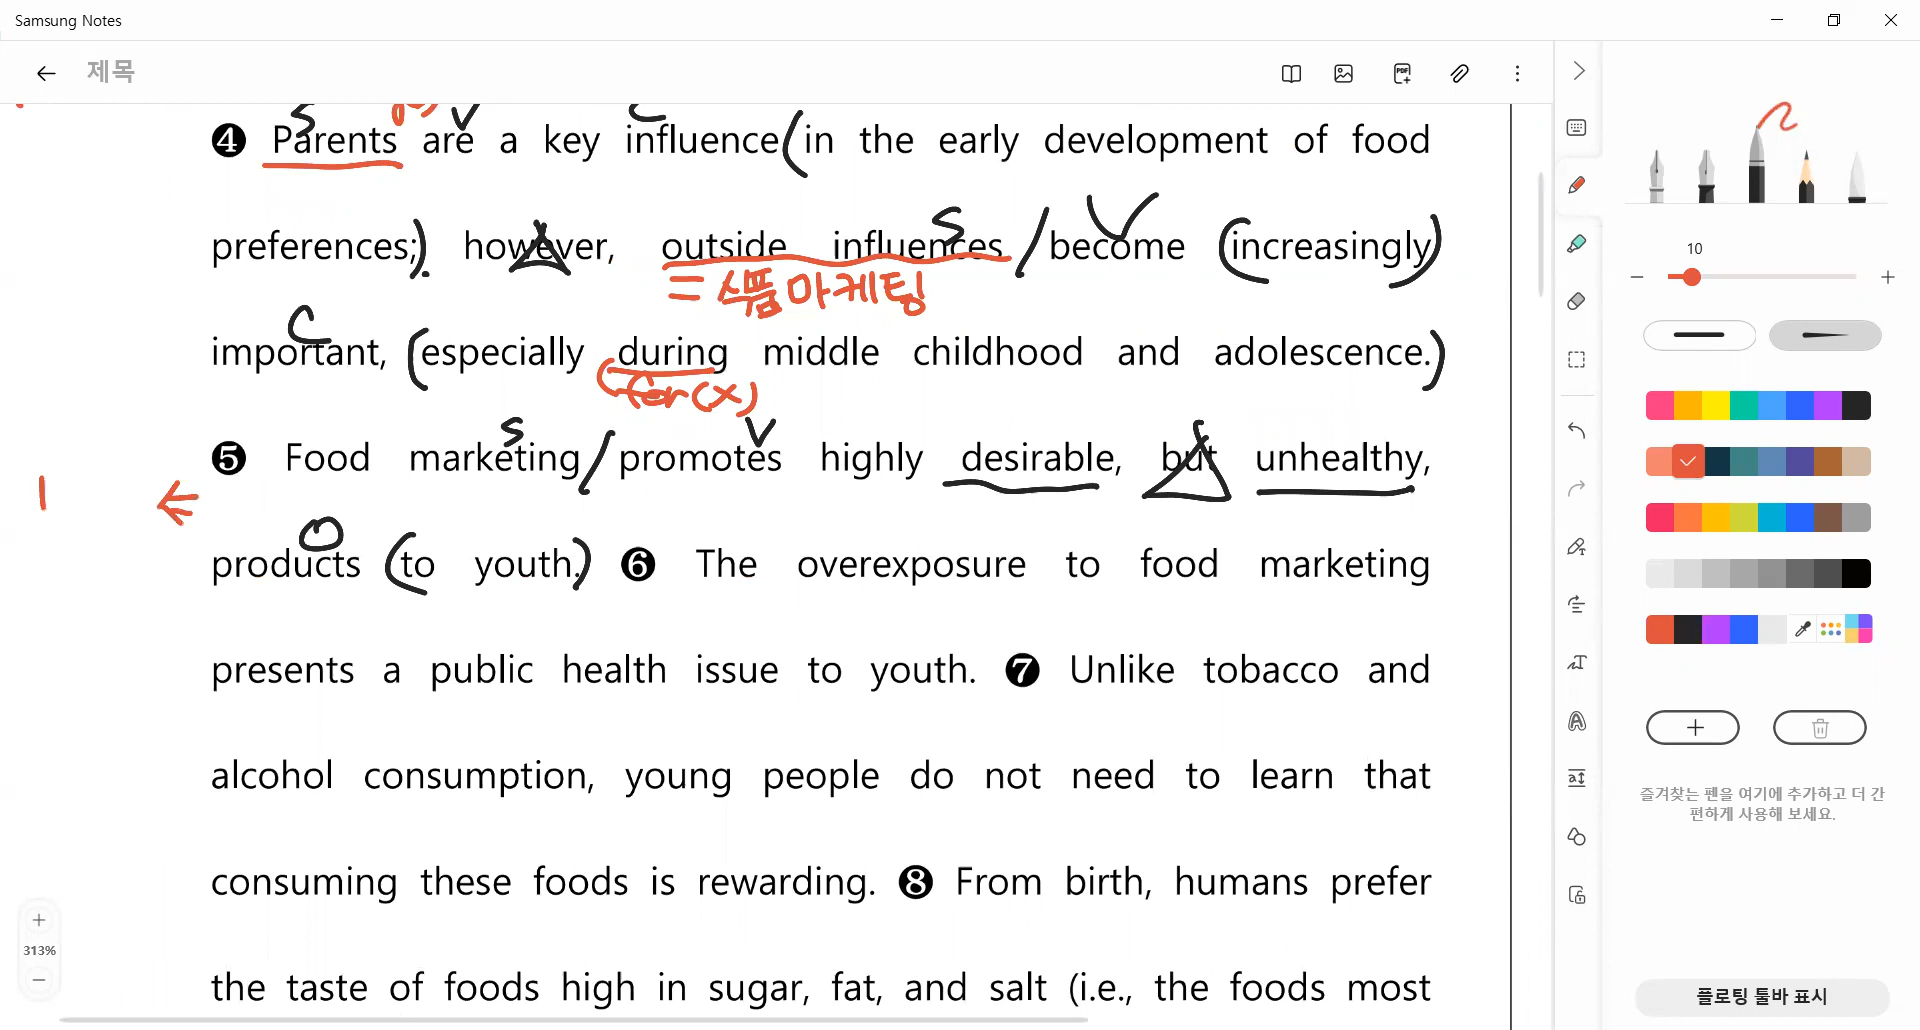 Samsung Notes
제목
S V C
❹ Parents are a key influence (in the early development of food
S V
preferences;) however, outside influences / become (increasingly)
= 식품마케팅
C
important, (especially during middle childhood and adolescence.)
for(x)
S V
❺ Food marketing / promotes highly desirable, but unhealthy,
O
products (to youth.) ❻ The overexposure to food marketing
presents a public health issue to youth. ❼ Unlike tobacco and
alcohol consumption, young people do not need to learn that
consuming these foods is rewarding. ❽ From birth, humans prefer
the taste of foods high in sugar, fat, and salt (i.e., the foods most
313%
10
즐겨찾는 펜을 여기에 추가하고 더 간
편하게 사용해 보세요.
플로팅 툴바 표시